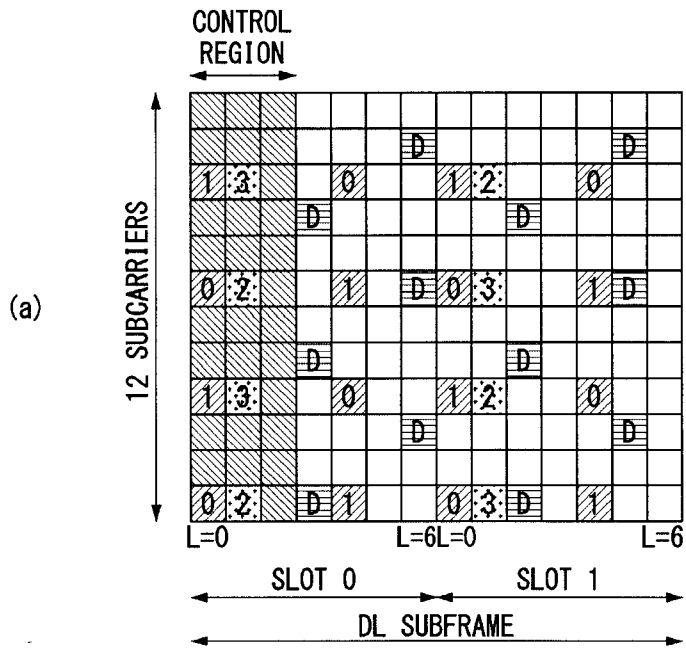 CONTROL
REGION
D D
1 3 0 1 2 0
D D
12 SUBCARRIERS
(a)
0 2 1 D 0 3 1 D
D D
1 3 0 1 2 0
D D
0 2 D 1 0 3 D 1
L=0 L=6 L=0 L=6
SLOT 0 SLOT 1
DL SUBFRAME